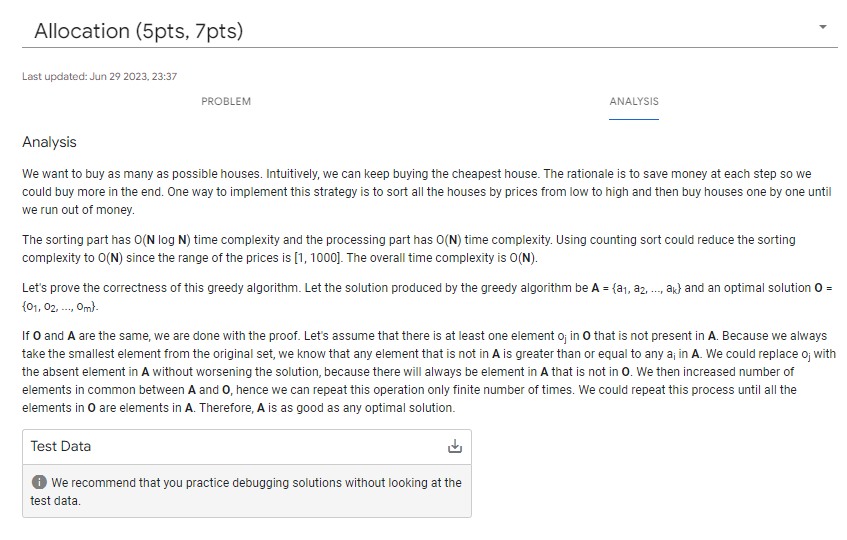 Allocation (5pts, 7pts)
Last updated: Jun 29 2023, 23:37
PROBLEM
ANALYSIS
Analysis
We want to buy as many as possible houses. Intuitively, we can keep buying the cheapest house. The rationale is to save money at each step so we
could buy more in the end. One way to implement this strategy is to sort all the houses by prices from low to high and then buy houses one by one until
we run out of money.
The sorting part has O(N log N) time complexity and the processing part has O(N) time complexity. Using counting sort could reduce the sorting
complexity to O(N) since the range of the prices is [1, 1000]. The overall time complexity is O(N).
Let's prove the correctness of this greedy algorithm. Let the solution produced by the greedy algorithm be A = {a₁, a₂, ..., aₖ} and an optimal solution O =
{o₁, o₂, ..., oₘ}.
If O and A are the same, we are done with the proof. Let's assume that there is at least one element oⱼ in O that is not present in A. Because we always
take the smallest element from the original set, we know that any element that is not in A is greater than or equal to any aᵢ in A. We could replace oⱼ with
the absent element in A without worsening the solution, because there will always be element in A that is not in O. We then increased number of
elements in common between A and O, hence we can repeat this operation only finite number of times. We could repeat this process until all the
elements in O are elements in A. Therefore, A is as good as any optimal solution.
Test Data
We recommend that you practice debugging solutions without looking at the
test data.